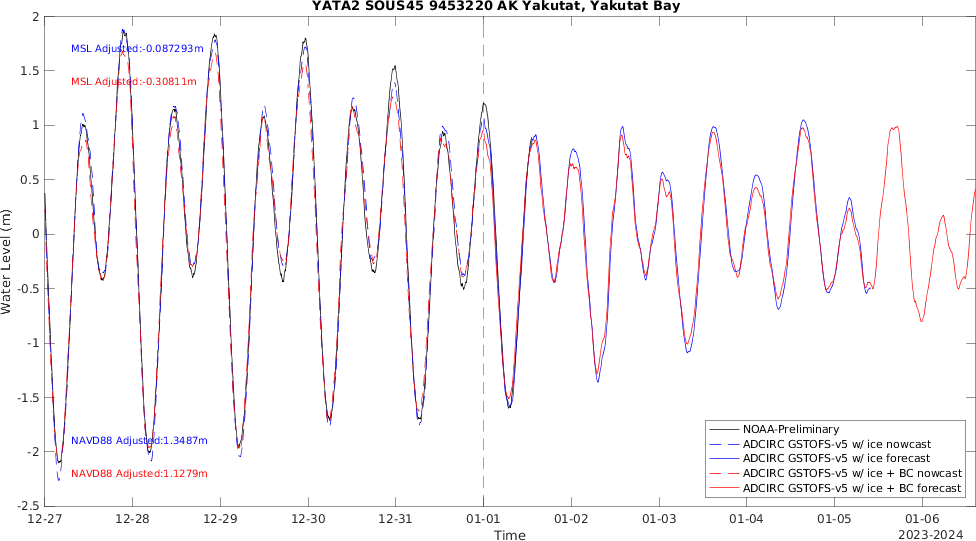 YATA2 SOUS45 9453220 AK Yakutat, Yakutat Bay
2
1.5
1
0.5
0
-0.5
-1
-1.5
-2
-2.5
Water Level (m)
MSL Adjusted:-0.087293m
MSL Adjusted:-0.30811m
NAVD88 Adjusted:1.3487m
NAVD88 Adjusted:1.1279m
NOAA-Preliminary
ADCIRC GSTOFS-v5 w/ ice nowcast
ADCIRC GSTOFS-v5 w/ ice forecast
ADCIRC GSTOFS-v5 w/ ice + BC nowcast
ADCIRC GSTOFS-v5 w/ ice + BC forecast
12-27 12-28 12-29 12-30 12-31 01-01 01-02 01-03 01-04 01-05 01-06
Time
2023-2024